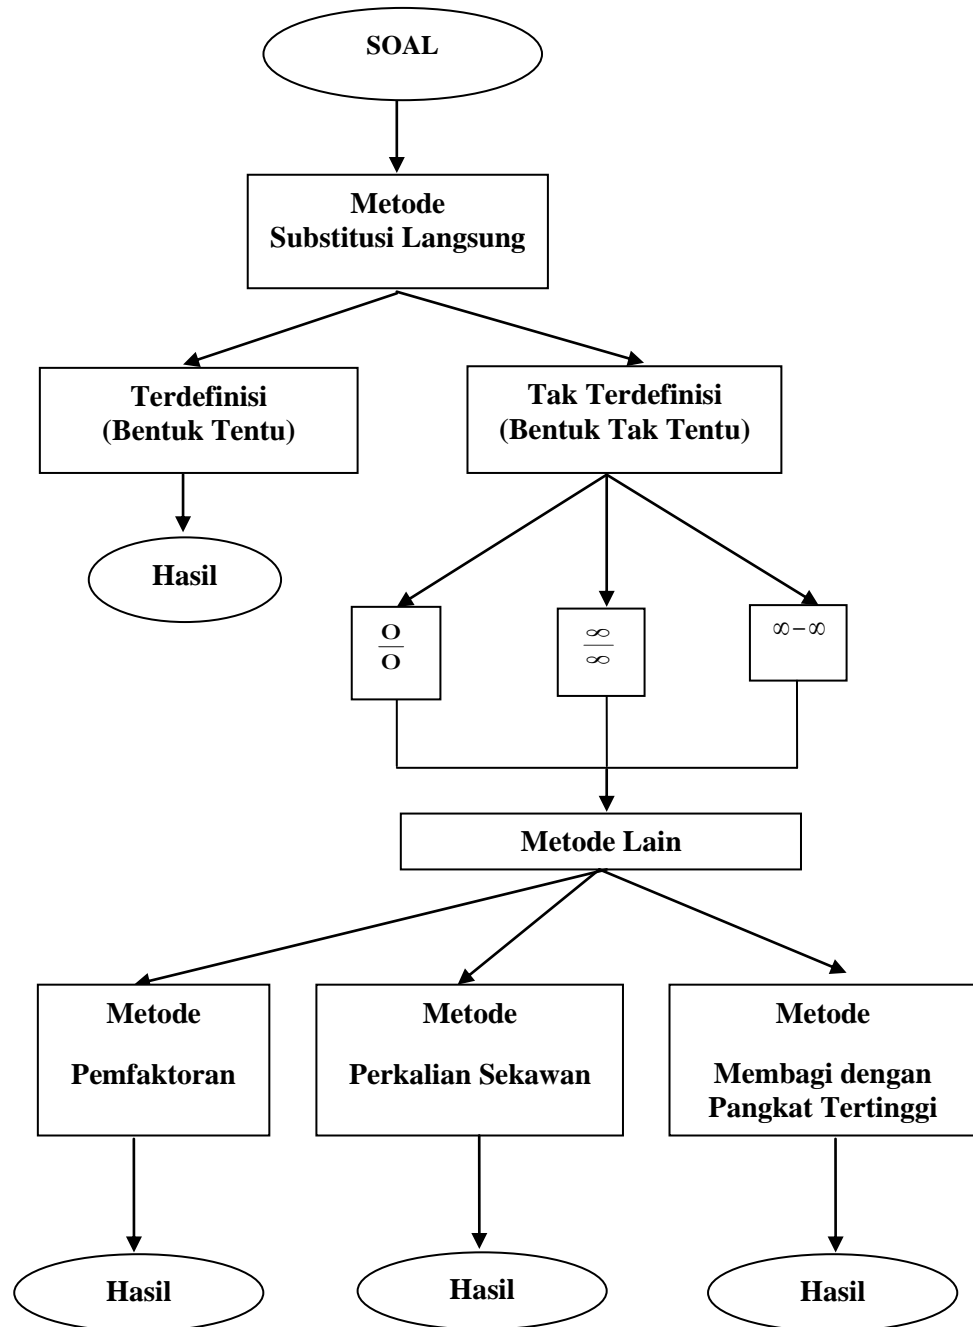 SOAL
Metode
Substitusi Langsung
Terdefinisi
(Bentuk Tentu)
Tak Terdefinisi
(Bentuk Tak Tentu)
Hasil
O
O
∞
∞
∞−∞
Metode Lain
Metode
Pemfaktoran
Metode
Perkalian Sekawan
Metode
Membagi dengan
Pangkat Tertinggi
Hasil
Hasil
Hasil